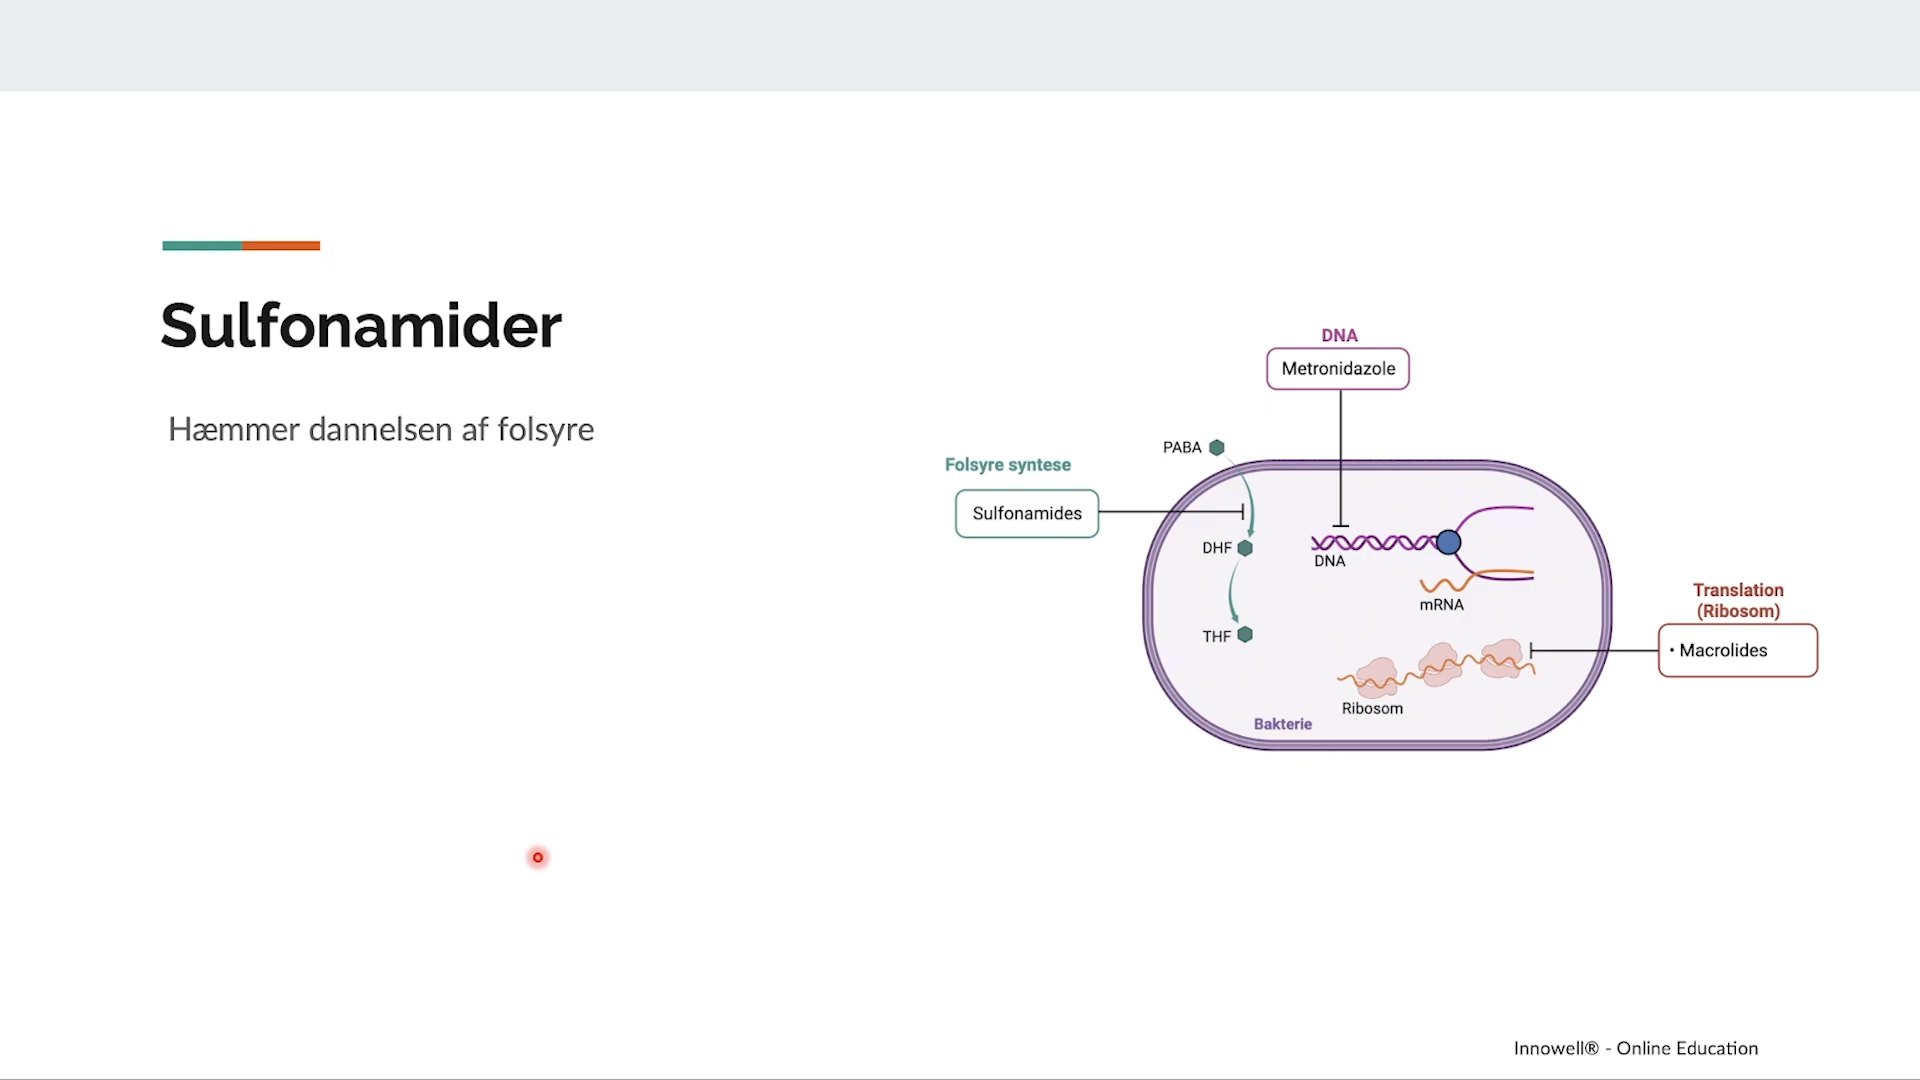 Sulfonamider
Hæmmer dannelsen af folsyre
DNA
Metronidazole
PABA
Folsyre syntese
Sulfonamides
DHF
DNA
mRNA
THF
Translation
(Ribosom)
• Macrolides
Ribosom
Bakterie
Innowell® - Online Education